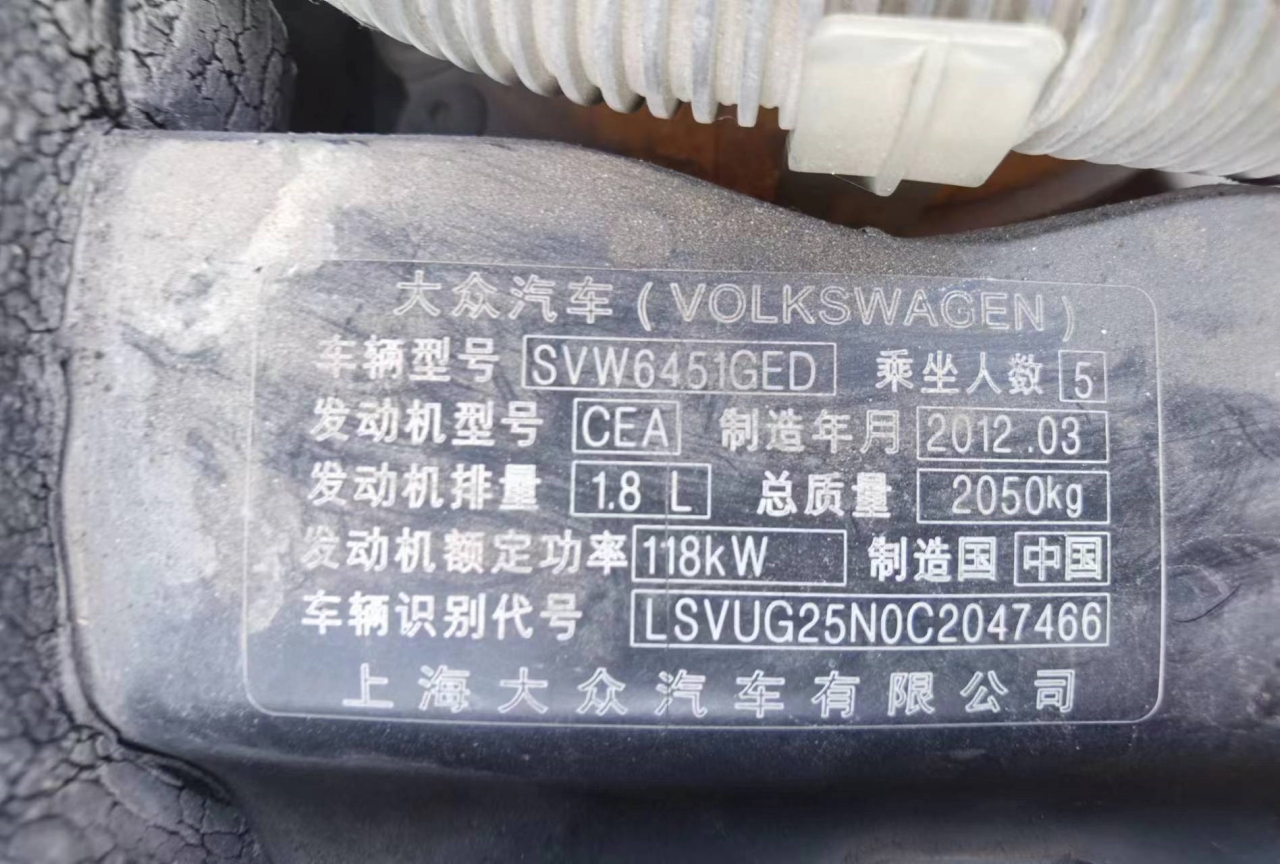 大众汽车(VOLKSWAGEN)
车辆型号 SVW6451GED 乘坐人数 5
发动机型号 CEA 制造年月 2012.03
发动机排量 1.8 L 总质量 2050kg
发动机额定功率 118kW 制造国 中国
车辆识别代号 LSVUG25N0C2047466
上海大众汽车有限公司